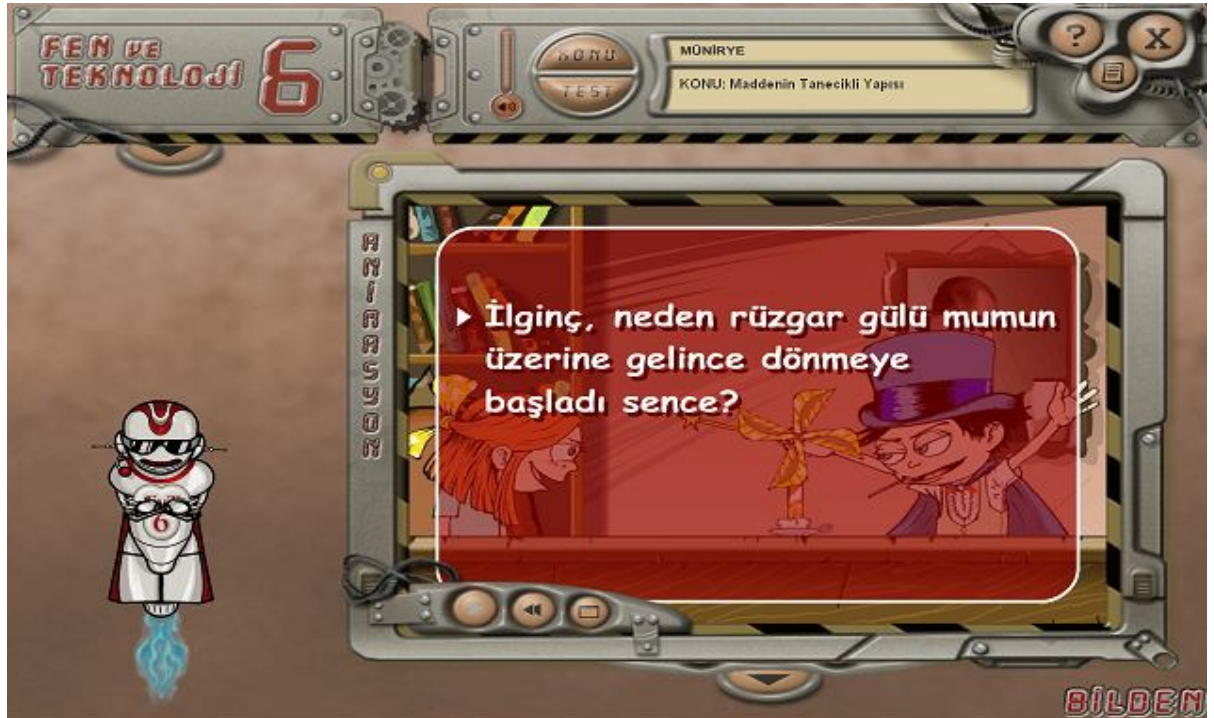 FEN VE
TEKNOLOJİ
6
KONU
TEST
MÜNİRYE
KONU: Maddenin Tanecikli Yapısı
?
X
ANİMASYON
İlginç, neden rüzgar gülü mumun
üzerine gelince dönmeye
başladı sence?
6
BİLDEN